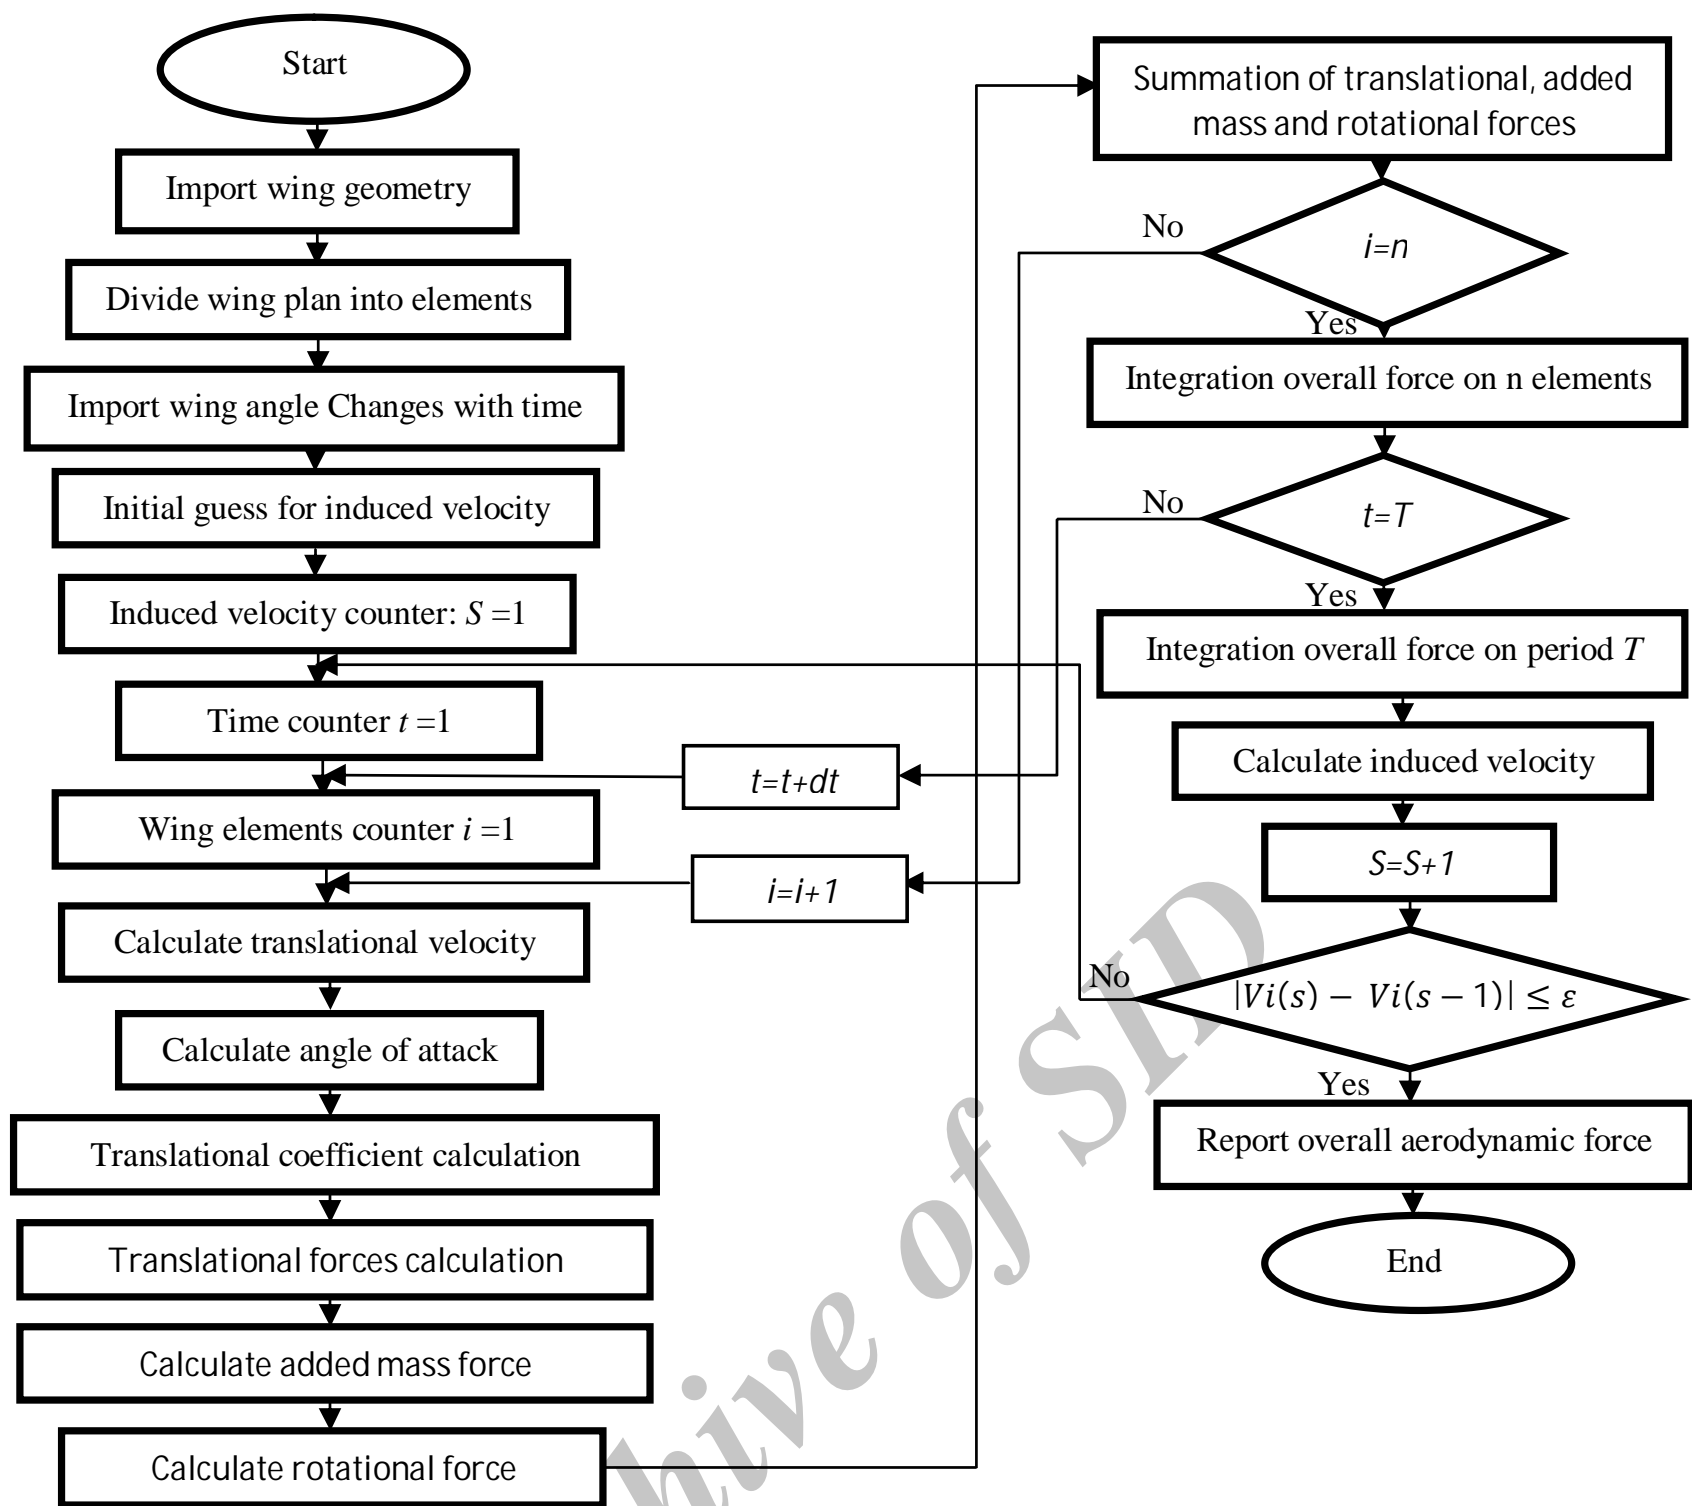 Start
Import wing geometry
Divide wing plan into elements
Import wing angle Changes with time
Initial guess for induced velocity
Induced velocity counter: S =1
Time counter t =1
Wing elements counter i =1
Calculate translational velocity
Calculate angle of attack
Translational coefficient calculation
Translational forces calculation
Calculate added mass force
Calculate rotational force
t=t+dt
i=i+1
Summation of translational, added
mass and rotational forces
No
i=n
Yes
Integration overall force on n elements
No
t=T
Yes
Integration overall force on period T
Calculate induced velocity
S=S+1
No
|Vi(s) − Vi(s − 1)| ≤ ε
Yes
Report overall aerodynamic force
End
hive of SID